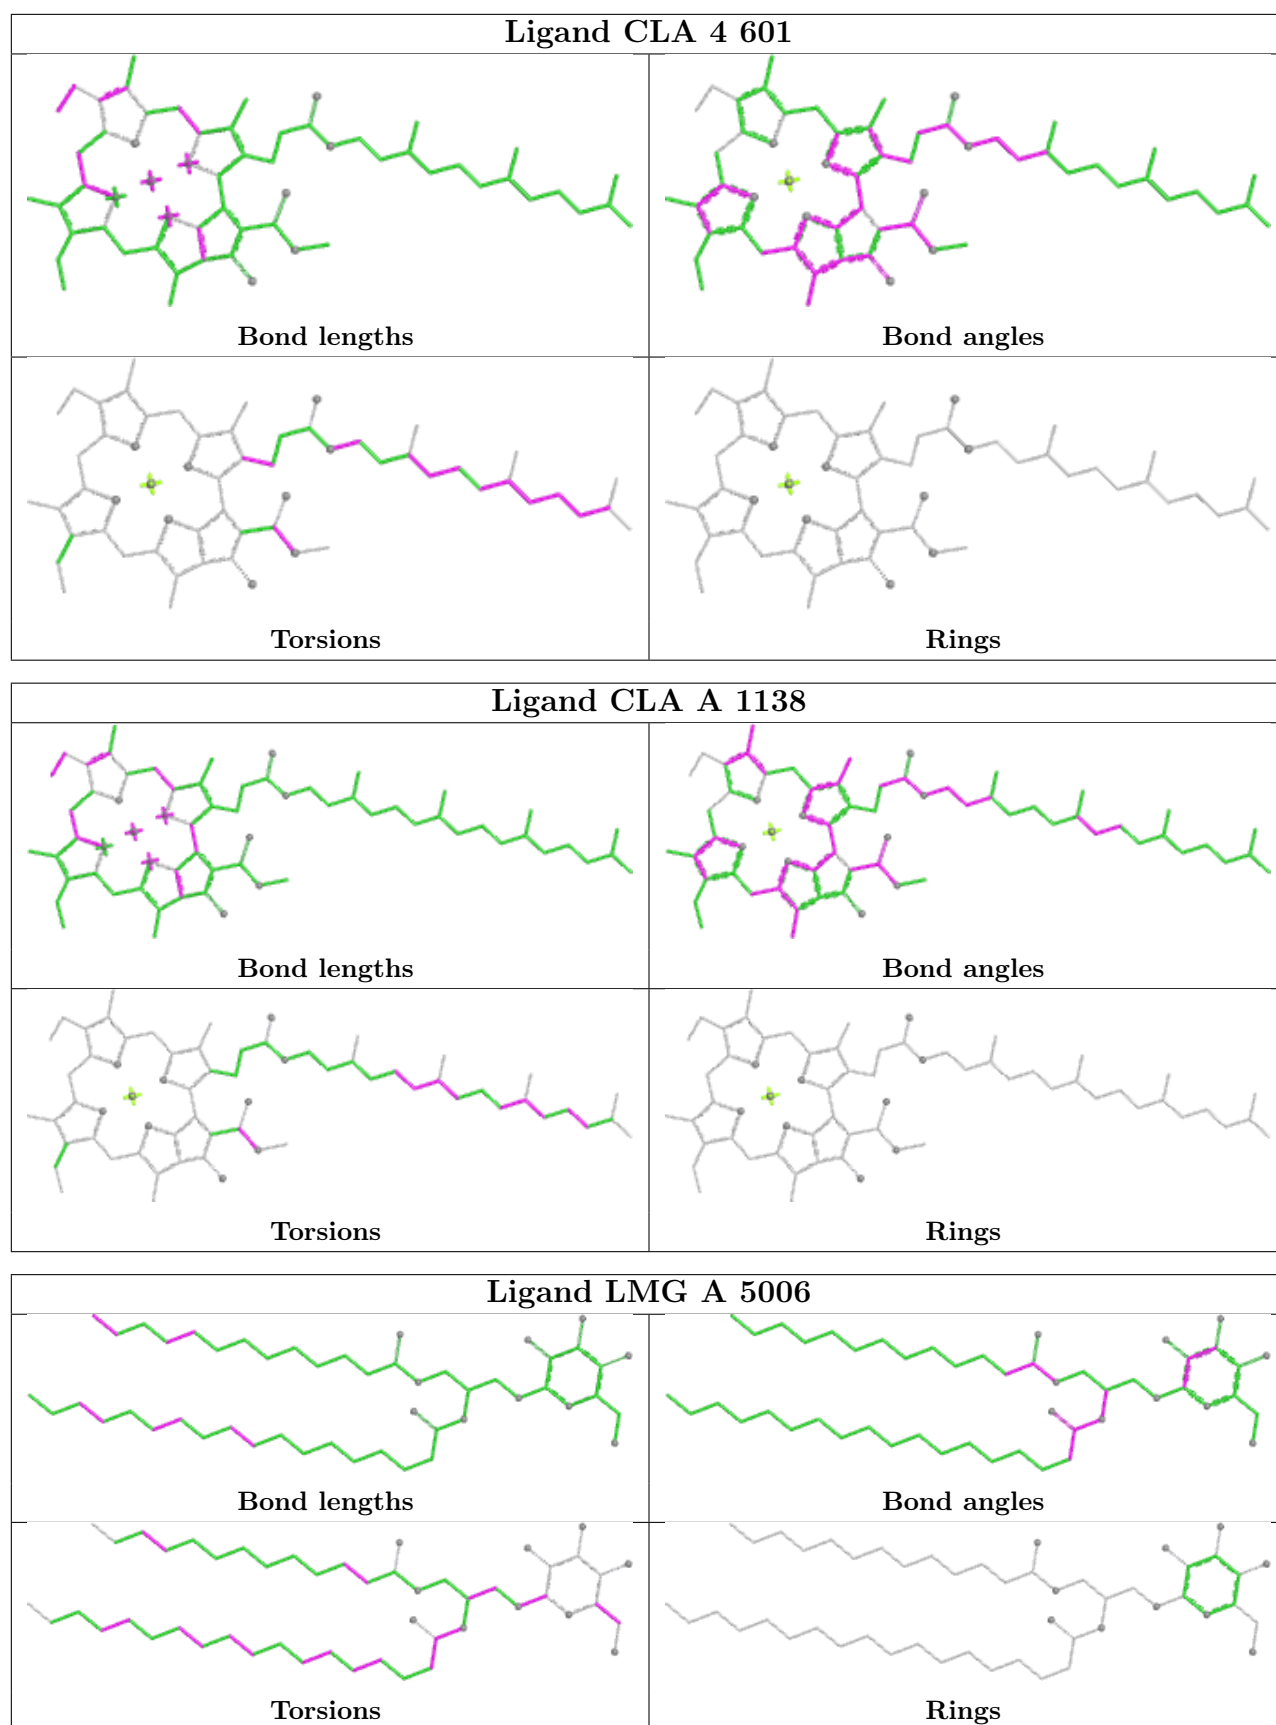 Ligand CLA 4 601
Bond lengths
Bond angles
Torsions
Rings
Ligand CLA A 1138
Bond lengths
Bond angles
Torsions
Rings
Ligand LMG A 5006
Bond lengths
Bond angles
Torsions
Rings